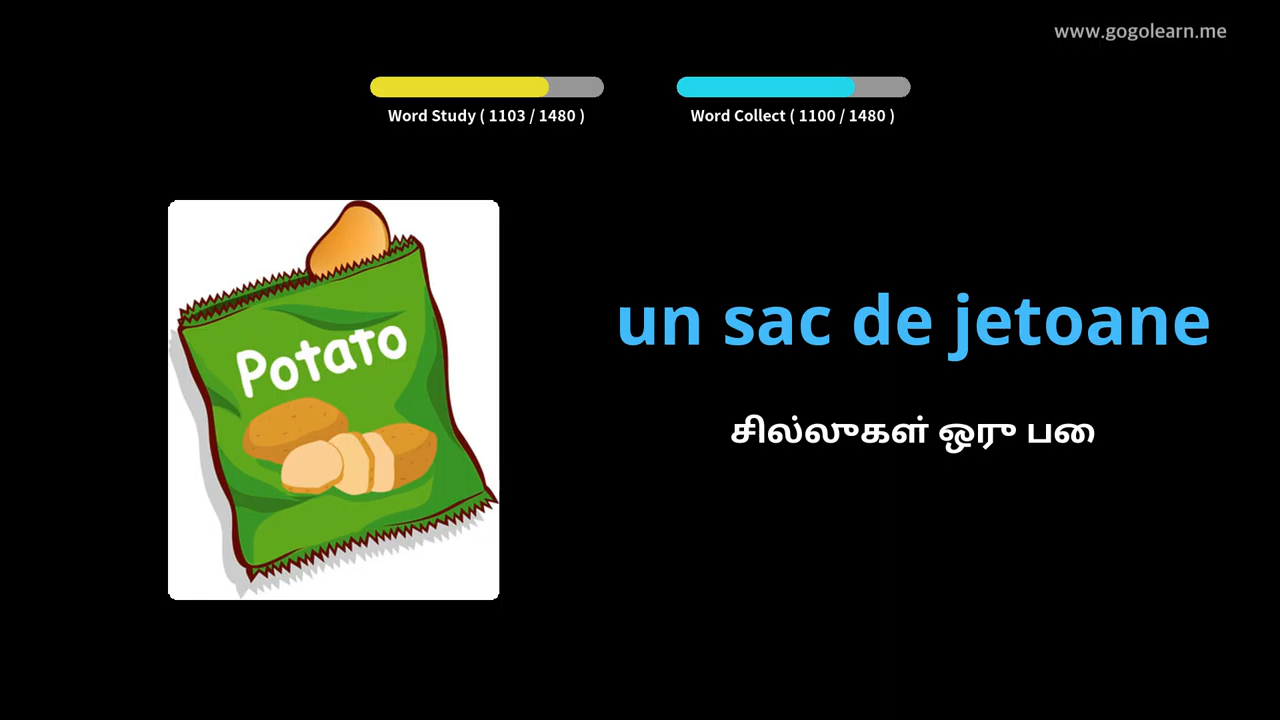 www.gogolearn.me
Word Study ( 1103 / 1480 )
Word Collect ( 1100 / 1480 )
Potato
un sac de jetoane
சில்லுகள் ஒரு பை